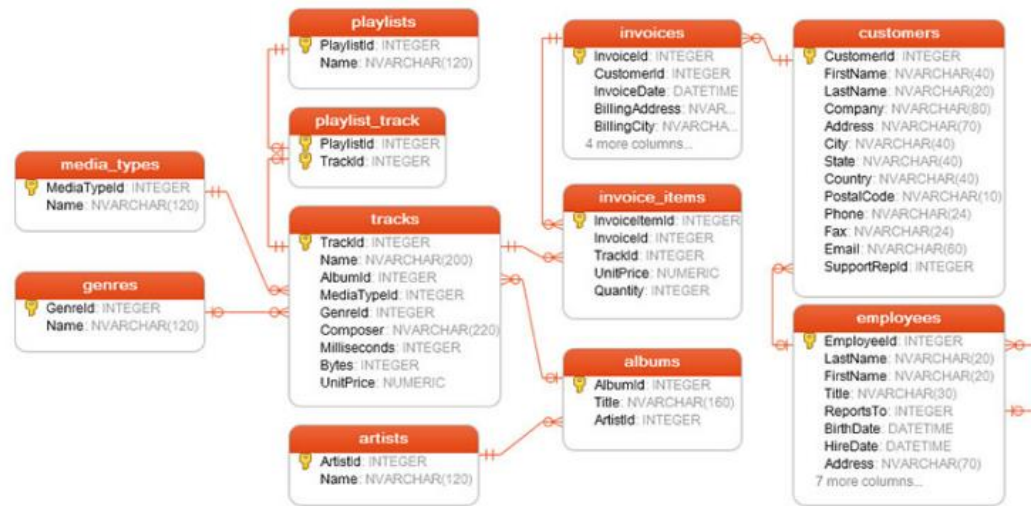 playlists
PlaylistId: INTEGER
Name: NVARCHAR(120)
playlist_track
PlaylistId: INTEGER
TrackId: INTEGER
media_types
MediaTypeId: INTEGER
Name: NVARCHAR(120)
genres
GenreId: INTEGER
Name: NVARCHAR(120)
tracks
TrackId: INTEGER
Name: NVARCHAR(200)
AlbumId: INTEGER
MediaTypeId: INTEGER
GenreId: INTEGER
Composer: NVARCHAR(220)
Milliseconds: INTEGER
Bytes: INTEGER
UnitPrice: NUMERIC
artists
ArtistId: INTEGER
Name: NVARCHAR(120)
invoices
InvoiceId: INTEGER
CustomerId: INTEGER
InvoiceDate: DATETIME
BillingAddress: NVAR...
BillingCity: NVARCHA...
4 more columns...
invoice_items
InvoiceItemId: INTEGER
InvoiceId: INTEGER
TrackId: INTEGER
UnitPrice: NUMERIC
Quantity: INTEGER
albums
AlbumId: INTEGER
Title: NVARCHAR(160)
ArtistId: INTEGER
customers
CustomerId: INTEGER
FirstName: NVARCHAR(40)
LastName: NVARCHAR(20)
Company: NVARCHAR(80)
Address: NVARCHAR(70)
City: NVARCHAR(40)
State: NVARCHAR(40)
Country: NVARCHAR(40)
PostalCode: NVARCHAR(10)
Phone: NVARCHAR(24)
Fax: NVARCHAR(24)
Email: NVARCHAR(60)
SupportRepId: INTEGER
employees
EmployeeId: INTEGER
LastName: NVARCHAR(20)
FirstName: NVARCHAR(20)
Title: NVARCHAR(30)
ReportsTo: INTEGER
BirthDate: DATETIME
HireDate: DATETIME
Address: NVARCHAR(70)
7 more columns...